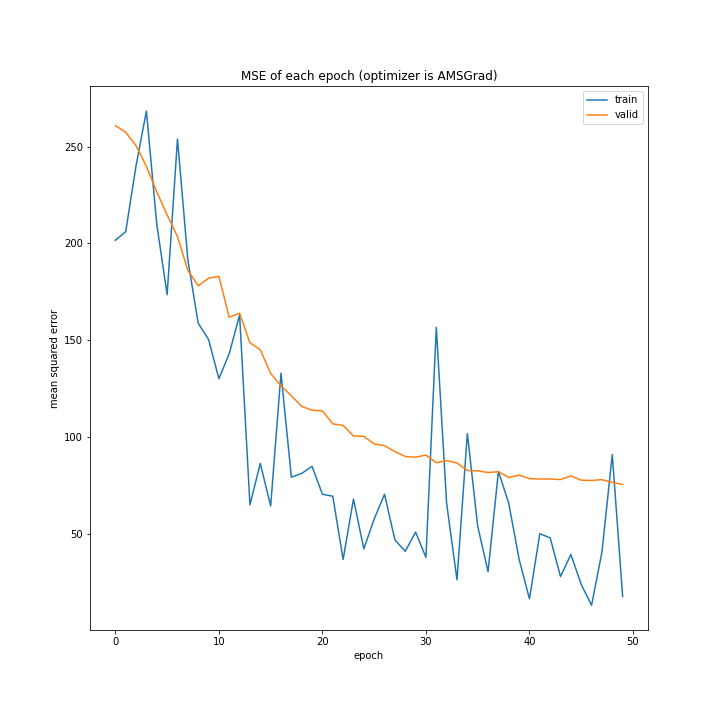 MSE of each epoch (optimizer is AMSGrad)
train
valid
mean squared error
250
200
150
100
50
0
10
20
30
40
50
epoch